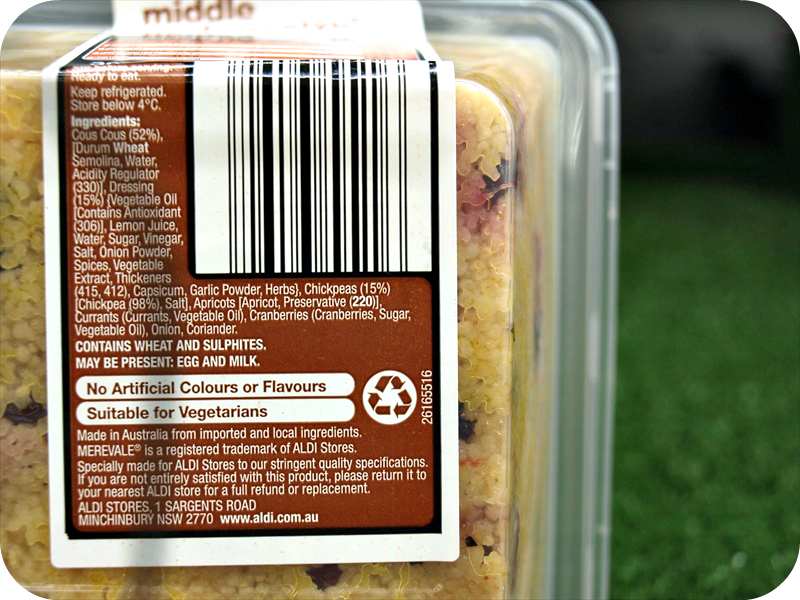 middle
Ready to eat.
Keep refrigerated.
Store below 4°C.
Ingredients:
Cous Cous (52%),
[Durum Wheat
Semolina, Water,
Acidity Regulator
(330)], Dressing
(15%) {Vegetable Oil
[Contains Antioxidant
(306)], Lemon Juice,
Water, Sugar, Vinegar,
Salt, Onion Powder,
Spices, Vegetable
Extract, Thickeners
(415, 412), Capsicum, Garlic Powder, Herbs}, Chickpeas (15%)
[Chickpea (98%), Salt], Apricots [Apricot, Preservative (220)],
Currants (Currants, Vegetable Oil), Cranberries (Cranberries, Sugar,
Vegetable Oil), Onion, Coriander.
CONTAINS WHEAT AND SULPHITES.
MAY BE PRESENT: EGG AND MILK.
No Artificial Colours or Flavours
Suitable for Vegetarians
26165516
Made in Australia from imported and local ingredients.
MEREVALE® is a registered trademark of ALDI Stores.
Specially made for ALDI Stores to our stringent quality specifications.
If you are not entirely satisfied with this product, please return it to
your nearest ALDI store for a full refund or replacement.
ALDI STORES, 1 SARGENTS ROAD
MINCHINBURY NSW 2770 www.aldi.com.au